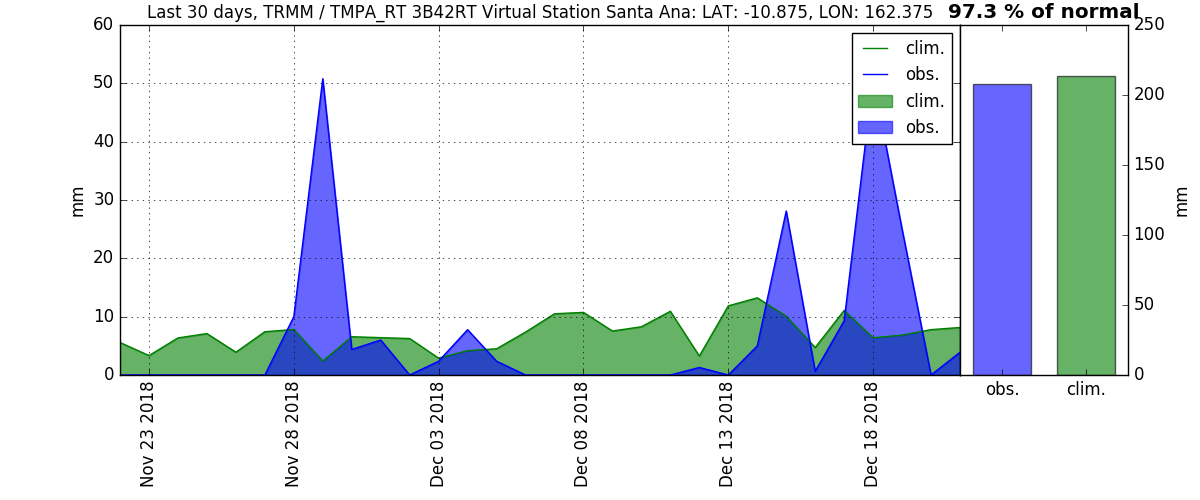 Last 30 days, TRMM / TMPA_RT 3B42RT Virtual Station Santa Ana: LAT: -10.875, LON: 162.375 97.3 % of normal
60
50
40
30
20
10
0
mm
clim.
obs.
clim.
obs.
Nov 23 2018
Nov 28 2018
Dec 03 2018
Dec 08 2018
Dec 13 2018
Dec 18 2018
250
200
150
100
50
0
mm
obs.
clim.